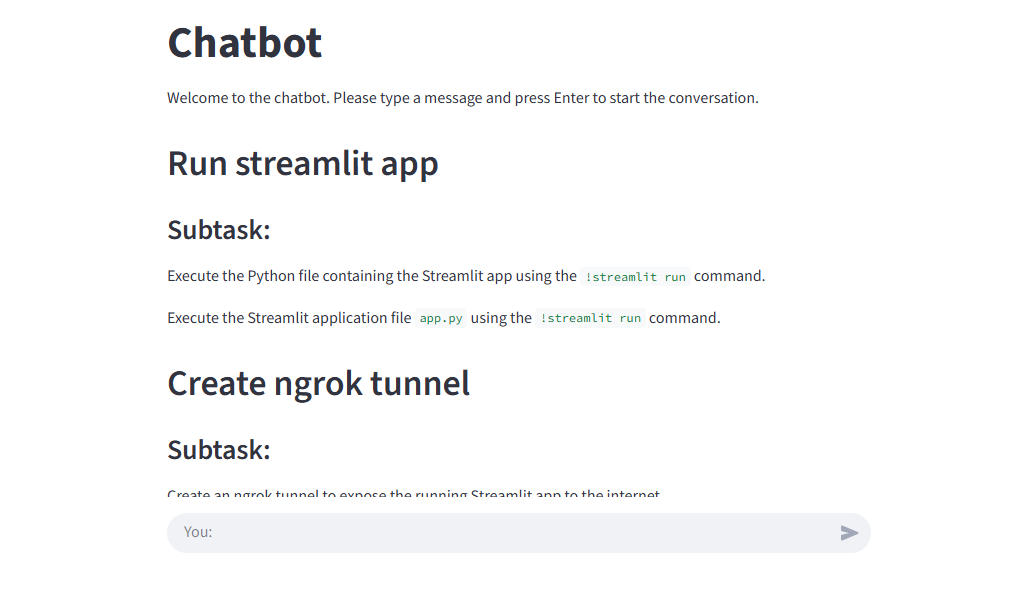 Chatbot
Welcome to the chatbot. Please type a message and press Enter to start the conversation.
Run streamlit app
Subtask:
Execute the Python file containing the Streamlit app using the !streamlit run command.
Execute the Streamlit application file app.py using the !streamlit run command.
Create ngrok tunnel
Subtask:
Create an ngrok tunnel to expose the running Streamlit app to the internet
You: